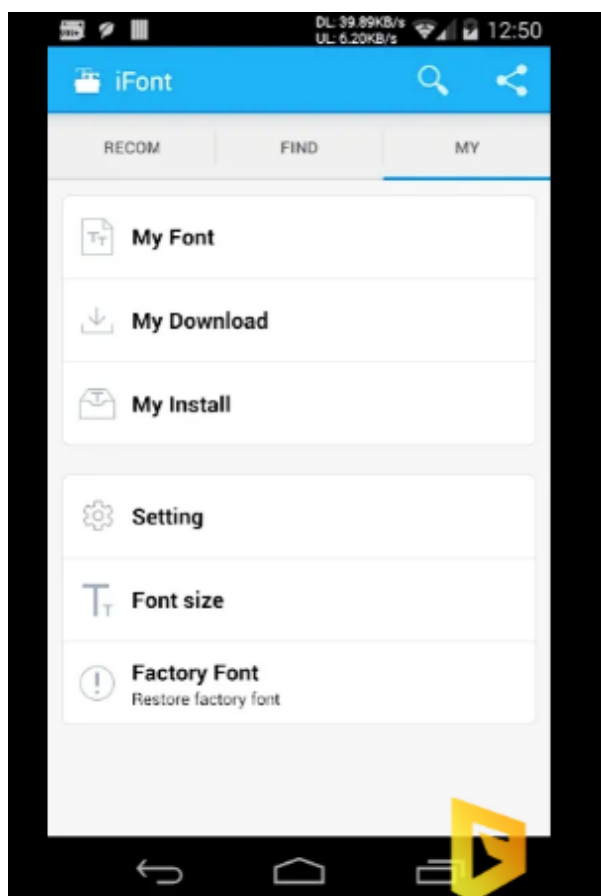 DL: 39.89KB/s
UL: 6.20KB/s
12:50
iFont
RECOM
FIND
MY
My Font
My Download
My Install
Setting
Font size
Factory Font
Restore factory font